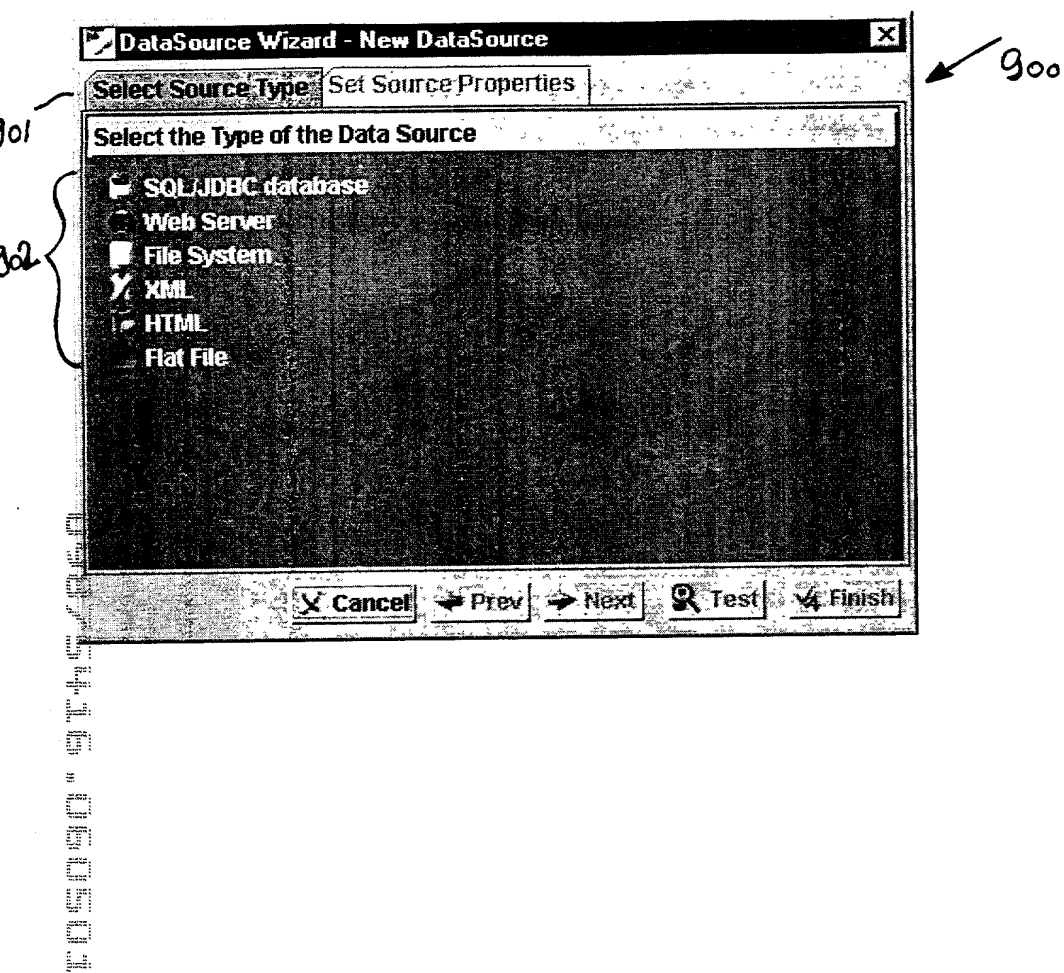 DataSource Wizard - New DataSource
900
Select Source Type Set Source Properties
901
Select the Type of the Data Source
902
SQL/JDBC database
Web Server
File System
XML
HTML
Flat File
Cancel Prev Next Test Finish